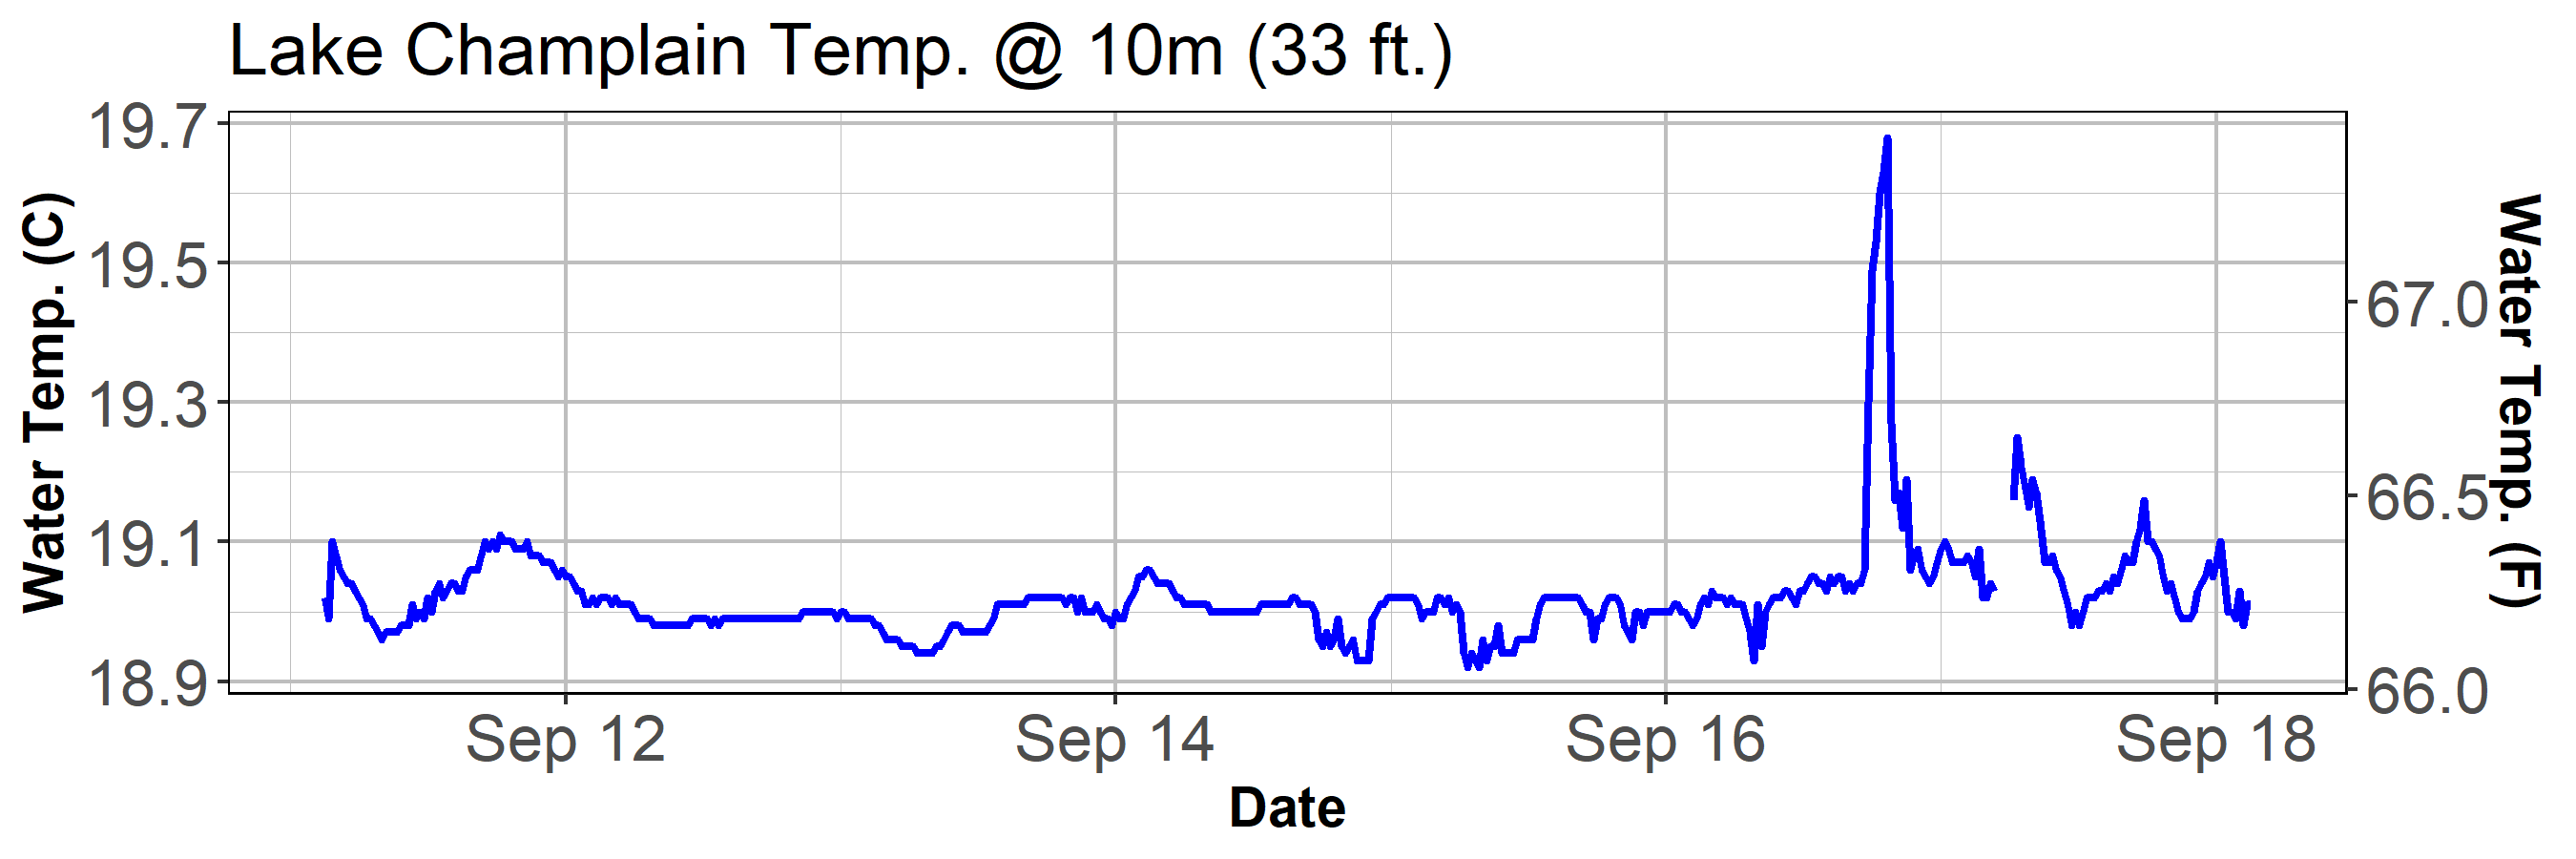 Lake Champlain Temp. @ 10m (33 ft.)
Water Temp. (C)
19.7
19.5
19.3
19.1
18.9
67.0
66.5
66.0
Water Temp. (F)
Sep 12 Sep 14 Sep 16 Sep 18
Date